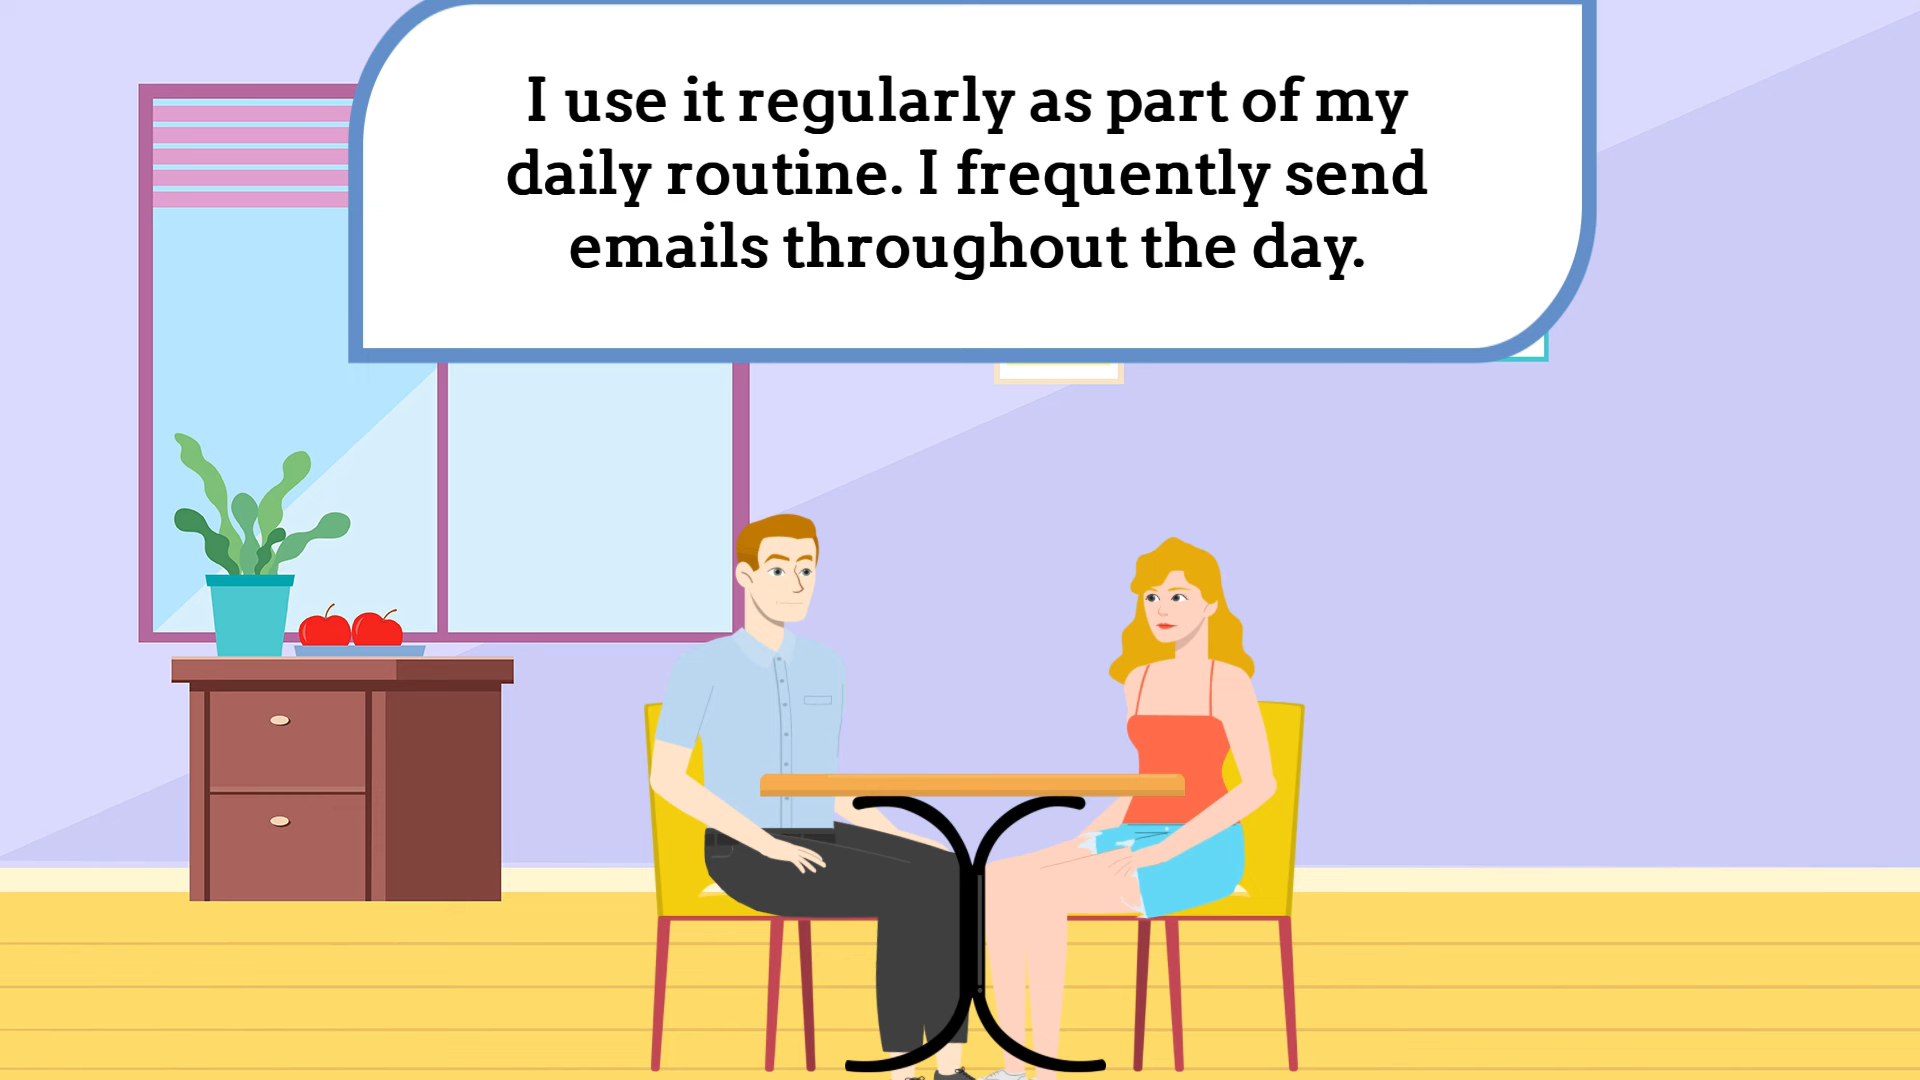 I use it regularly as part of my
daily routine. I frequently send
emails throughout the day.